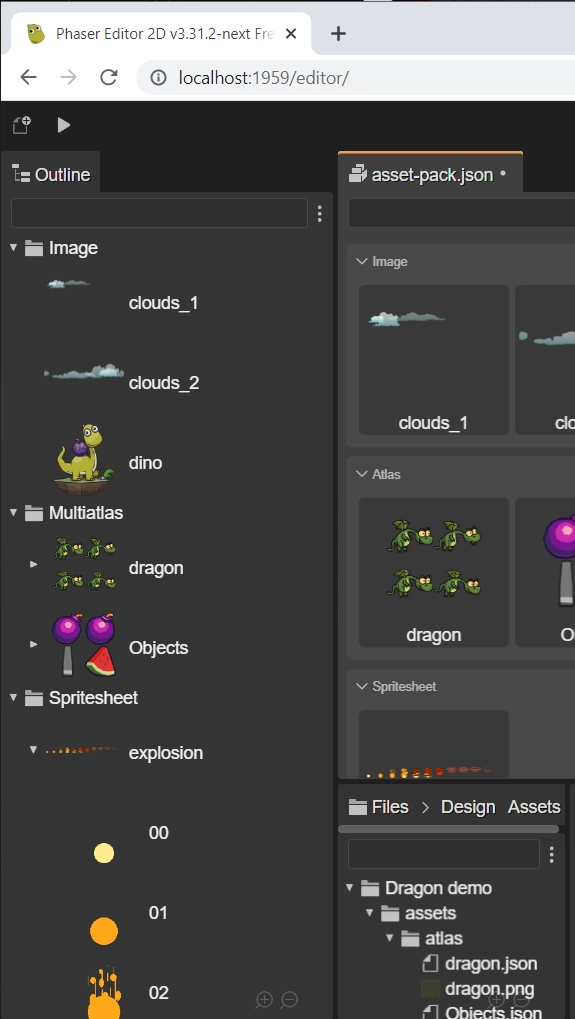 Phaser Editor 2D v3.31.2-next Fre
localhost:1959/editor/
Outline
Image
clouds_1
clouds_2
dino
Multiatlas
dragon
Objects
Spritesheet
explosion
00
01
02
asset-pack.json
Image
clouds_1
clo
Atlas
dragon
O
Spritesheet
Files > Design Assets
Dragon demo
assets
atlas
dragon.json
dragon.png
Objects.json